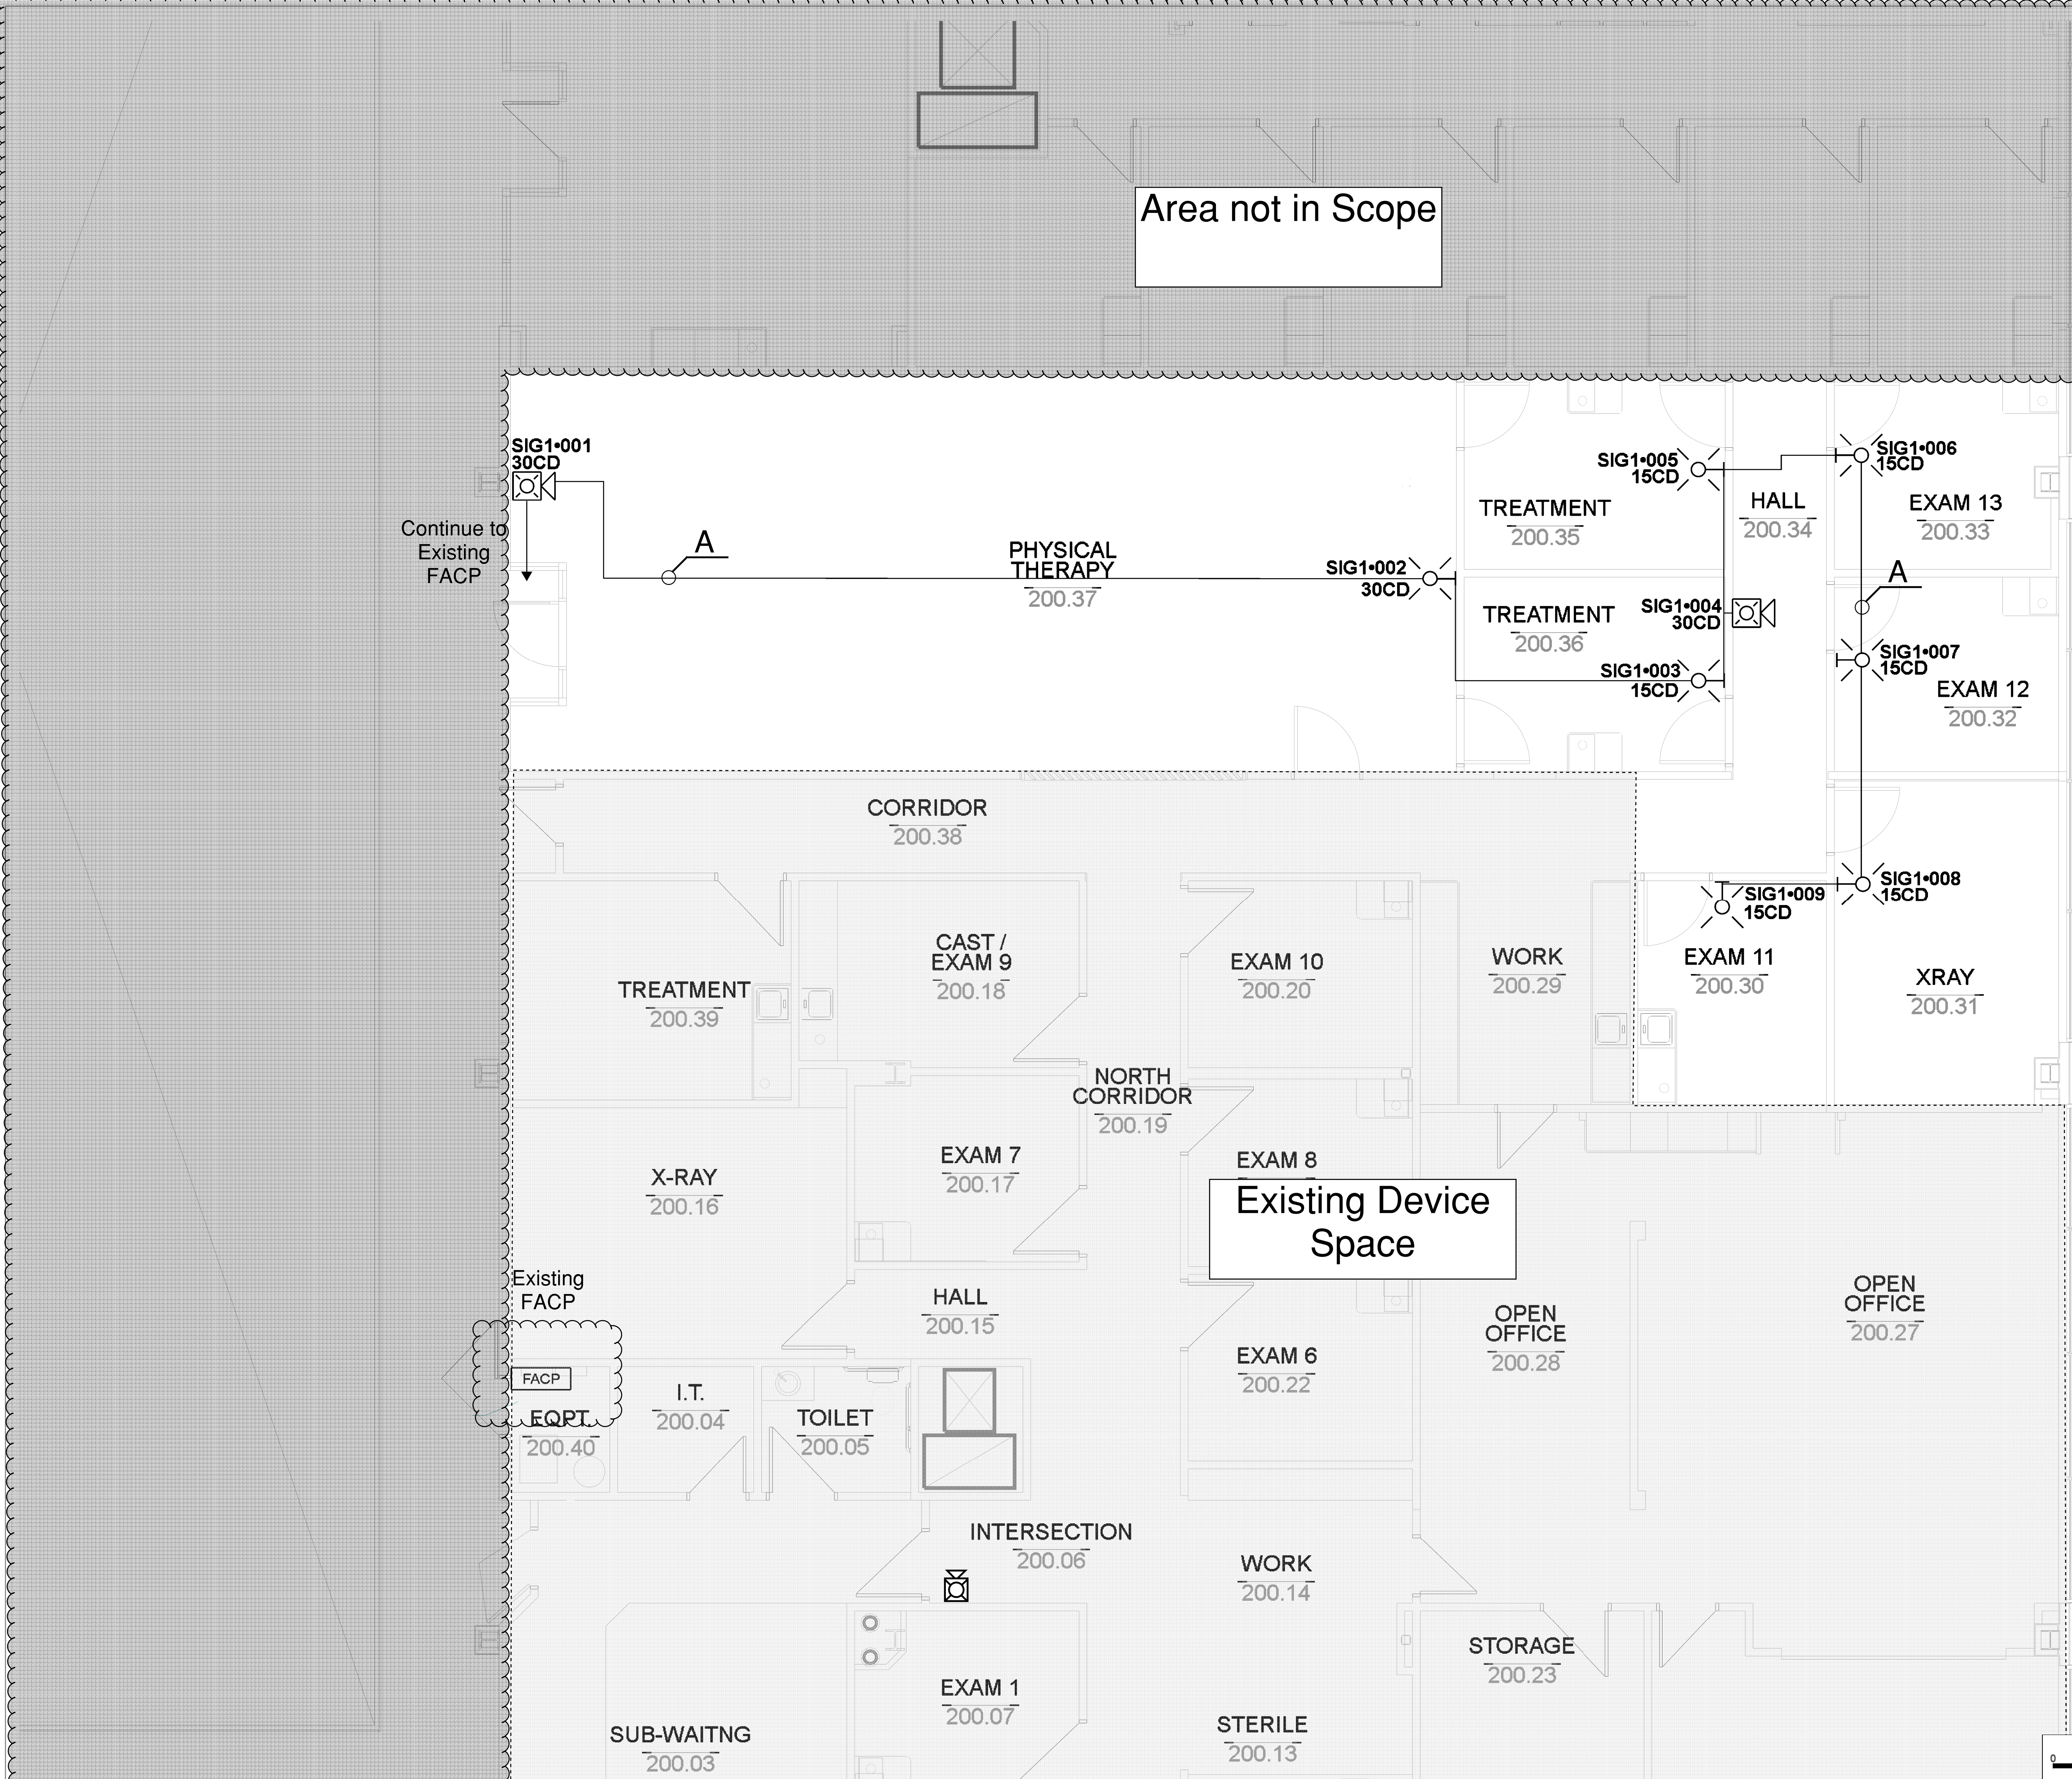 Area not in Scope
SIG1•001
30CD
Continue to
Existing
FACP
A
PHYSICAL
THERAPY
200.37
SIG1•002
30CD
TREATMENT
200.35
SIG1•005
15CD
HALL
200.34
SIG1•006
15CD
EXAM 13
200.33
TREATMENT
200.36
SIG1•004
30CD
SIG1•003
15CD
A
SIG1•007
15CD
EXAM 12
200.32
CORRIDOR
200.38
SIG1•009
15CD
SIG1•008
15CD
TREATMENT
200.39
CAST /
EXAM 9
200.18
EXAM 10
200.20
WORK
200.29
EXAM 11
200.30
XRAY
200.31
NORTH
CORRIDOR
200.19
X-RAY
200.16
EXAM 7
200.17
EXAM 8
Existing Device
Space
Existing
FACP
HALL
200.15
OPEN
OFFICE
200.28
OPEN
OFFICE
200.27
EXAM 6
200.22
FACP
EQPT.
200.40
I.T.
200.04
TOILET
200.05
INTERSECTION
200.06
WORK
200.14
STORAGE
200.23
EXAM 1
200.07
SUB-WAITNG
200.03
STERILE
200.13
0